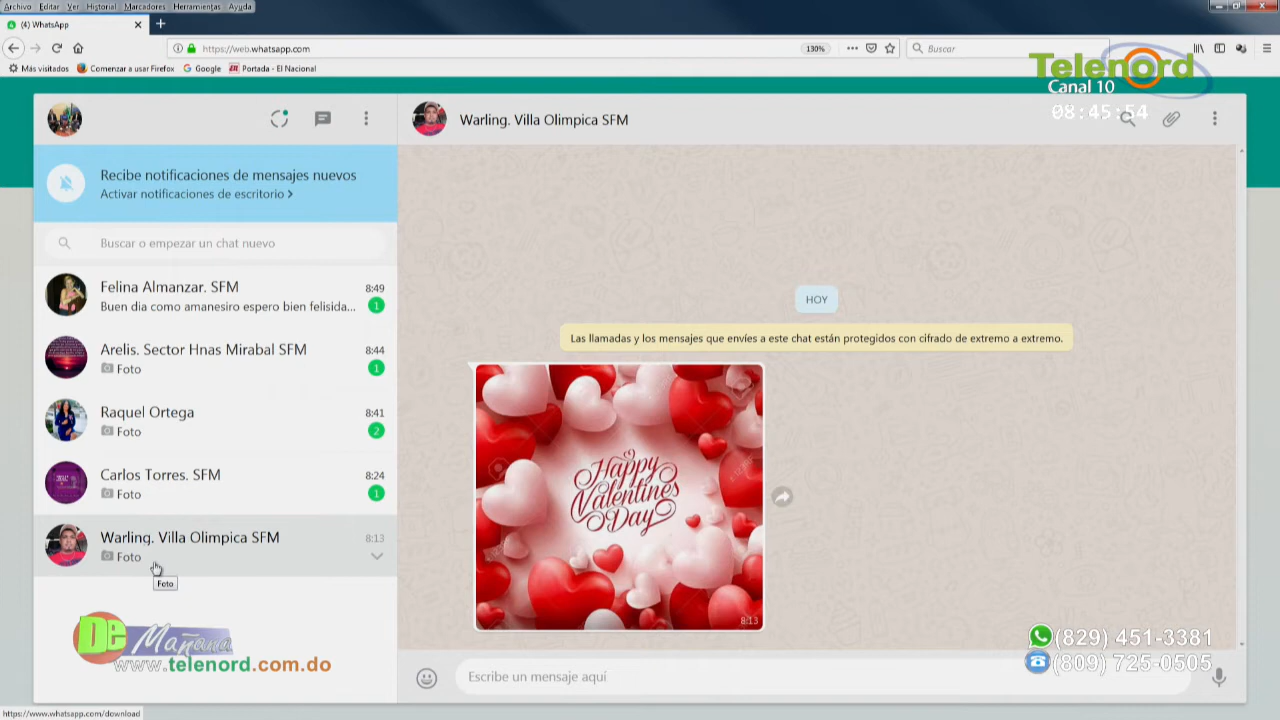 Archivo Editar Ver Historial Marcadores Herramientas Ayuda
(4) WhatsApp
https://web.whatsapp.com
130%
Buscar
Más visitados Comenzar a usar Firefox Google Portada - El Nacional
Telenord
Canal 10
08:45:54
Warling. Villa Olimpica SFM
Recibe notificaciones de mensajes nuevos
Activar notificaciones de escritorio >
Buscar o empezar un chat nuevo
Felina Almanzar. SFM 8:49
Buen dia como amanesiro espero bien felisida... 1
Arelis. Sector Hnas Mirabal SFM 8:44
Foto 1
Raquel Ortega 8:41
Foto 2
Carlos Torres. SFM 8:24
Foto 1
Warling. Villa Olimpica SFM 8:13
Foto
Foto
HOY
Las llamadas y los mensajes que envíes a este chat están protegidos con cifrado de extremo a extremo.
Happy
Valentines
Day
8:13
De Mañana
www.telenord.com.do
(829) 451-3381
(809) 725-0505
Escribe un mensaje aquí
https://www.whatsapp.com/download